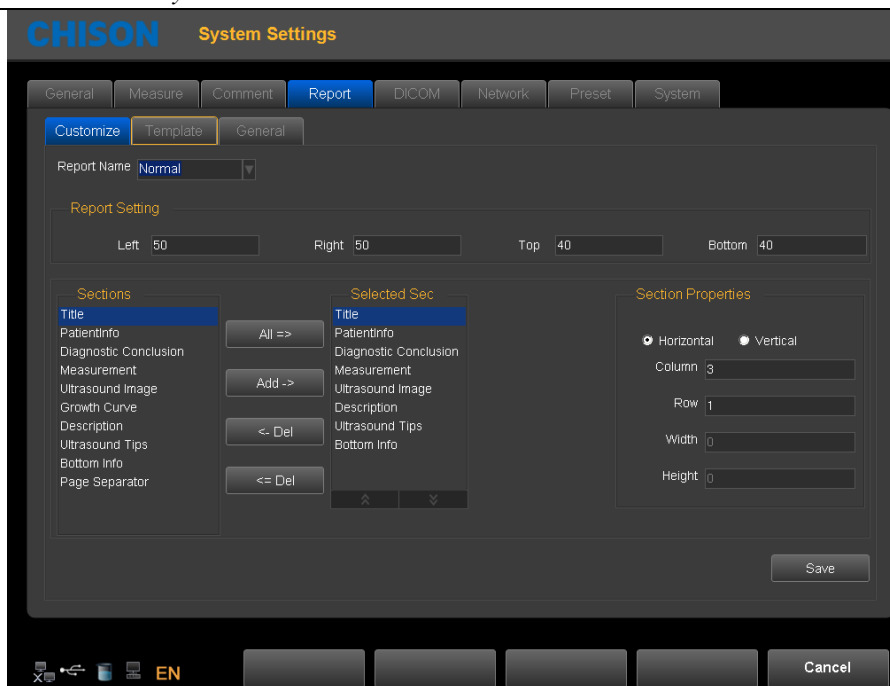 CHISON System Settings
General Measure Comment Report DICOM Network Preset System
Customize Template General
Report Name Normal
Report Setting
Left 50 Right 50 Top 40 Bottom 40
Sections
Title
PatientInfo
Diagnostic Conclusion
Measurement
Ultrasound Image
Growth Curve
Description
Ultrasound Tips
Bottom Info
Page Separator
All =>
Add ->
<- Del
<= Del
Selected Sec
Title
PatientInfo
Diagnostic Conclusion
Measurement
Ultrasound Image
Description
Ultrasound Tips
Bottom Info
Section Properties
Horizontal Vertical
Column 3
Row 1
Width 0
Height 0
Save
EN Cancel